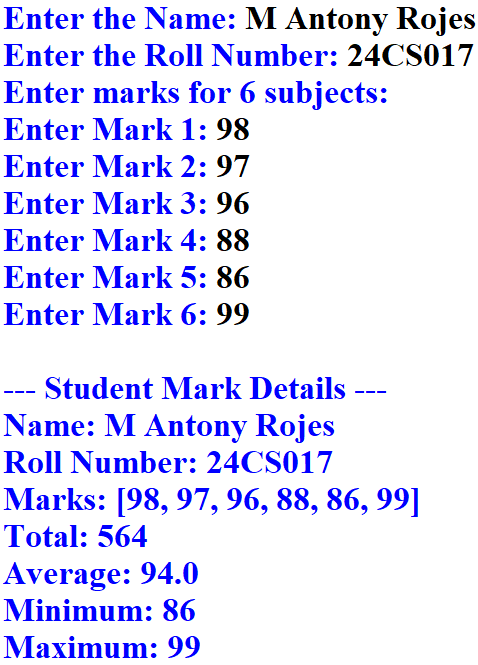 Enter the Name: M Antony Rojes
Enter the Roll Number: 24CS017
Enter marks for 6 subjects:
Enter Mark 1: 98
Enter Mark 2: 97
Enter Mark 3: 96
Enter Mark 4: 88
Enter Mark 5: 86
Enter Mark 6: 99
--- Student Mark Details ---
Name: M Antony Rojes
Roll Number: 24CS017
Marks: [98, 97, 96, 88, 86, 99]
Total: 564
Average: 94.0
Minimum: 86
Maximum: 99